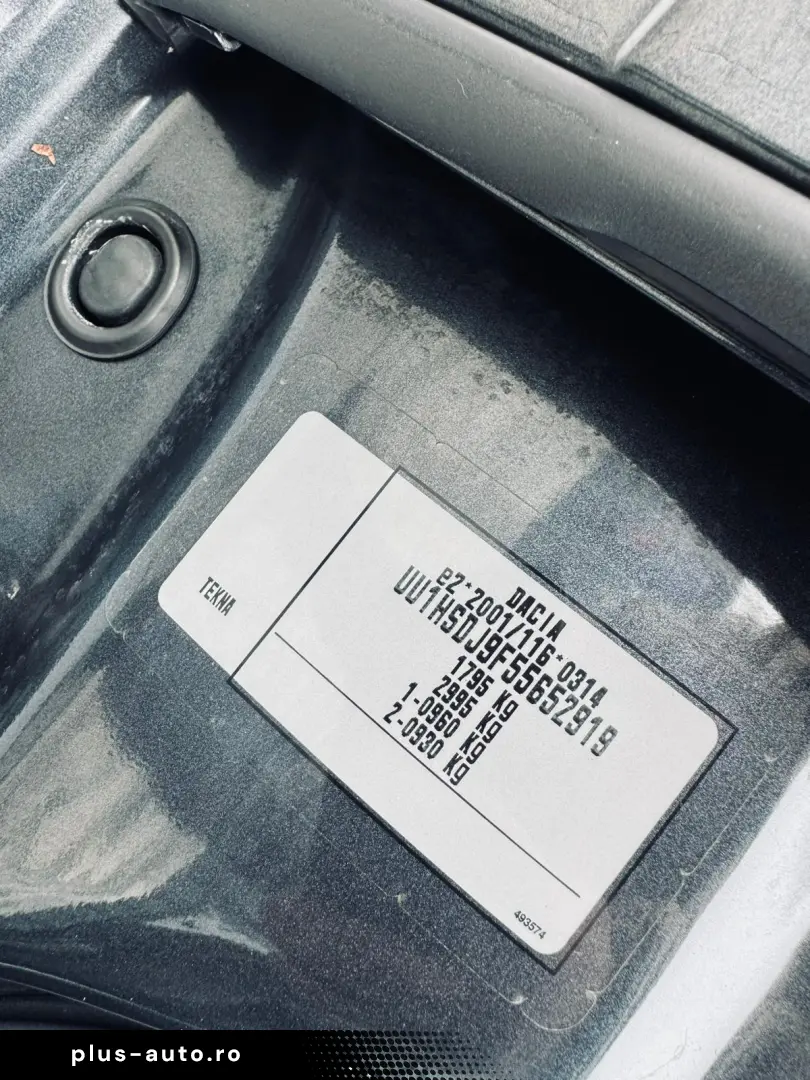 DACIA
e2*2001/116*0314
UU1HSDJ9F55652919
1795 Kg
2995 Kg
1-0960 Kg
2-0930 Kg
TEKNA
493574
plus-auto.ro